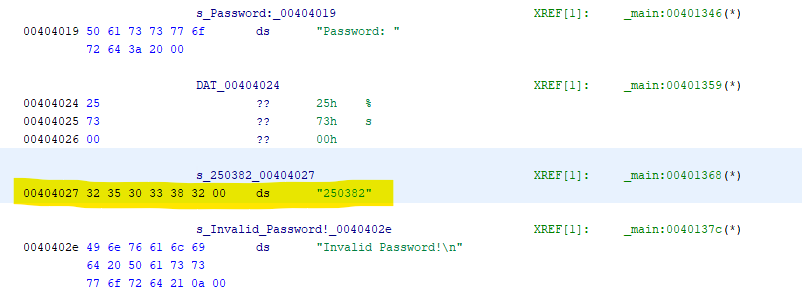 s_Password:_00404019 XREF[1]: _main:00401346(*)
00404019 50 61 73 73 77 6f ds "Password: "
72 64 3a 20 00
DAT_00404024 XREF[1]: _main:00401359(*)
00404024 25 ?? 25h %
00404025 73 ?? 73h s
00404026 00 ?? 00h
s_250382_00404027 XREF[1]: _main:00401368(*)
00404027 32 35 30 33 38 32 00 ds "250382"
s_Invalid_Password!_0040402e XREF[1]: _main:0040137c(*)
0040402e 49 6e 76 61 6c 69 ds "Invalid Password!\n"
64 20 50 61 73 73
77 6f 72 64 21 0a 00